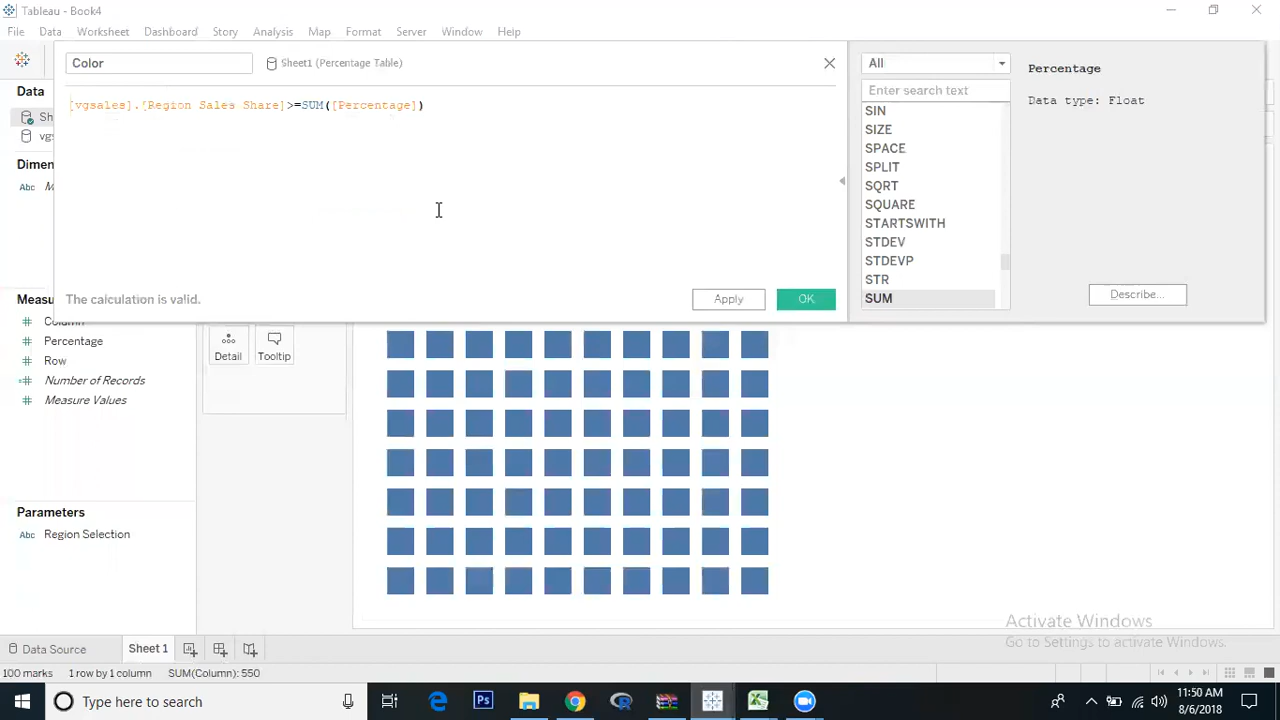 Tableau - Book4
File Data Worksheet Dashboard Story Analysis Map Format Server Window Help
Color
Sheet1 (Percentage Table)
All
Percentage
Data
Enter search text
Data type: Float
[vgsales].[Region Sales Share]>=SUM([Percentage])
SIN
Sh
SIZE
vgs
SPACE
Dimen
SPLIT
Abc
SQRT
SQUARE
STARTSWITH
STDEV
STDEVP
STR
Measu
The calculation is valid.
Apply
OK
SUM
Describe...
Column
Percentage
Row
Number of Records
Measure Values
Detail
Tooltip
Parameters
Abc Region Selection
Activate Windows
Go to Settings to activate Windows.
Data Source
Sheet 1
100 marks
1 row by 1 column
SUM(Column): 550
Type here to search
Ps
11:50 AM
8/6/2018